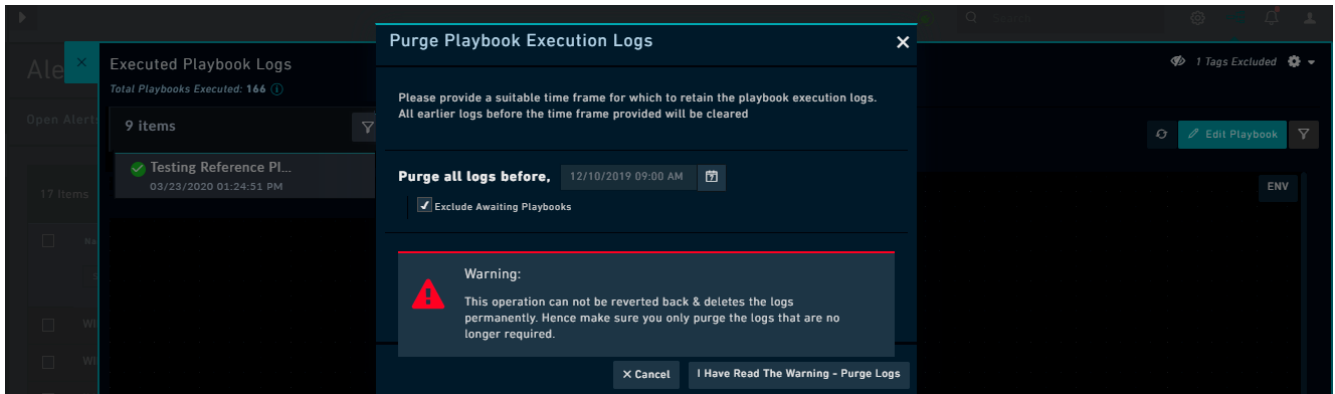 Search
Ale
Open Alerts
17 Items
Executed Playbook Logs
Total Playbooks Executed: 166
9 items
Testing Reference Pl...
03/23/2020 01:24:51 PM
Purge Playbook Execution Logs
Please provide a suitable time frame for which to retain the playbook execution logs.
All earlier logs before the time frame provided will be cleared
Purge all logs before, 12/10/2019 09:00 AM
Exclude Awaiting Playbooks
Warning:
This operation can not be reverted back & deletes the logs
permanently. Hence make sure you only purge the logs that are no
longer required.
Cancel I Have Read The Warning - Purge Logs
1 Tags Excluded
Edit Playbook
ENV